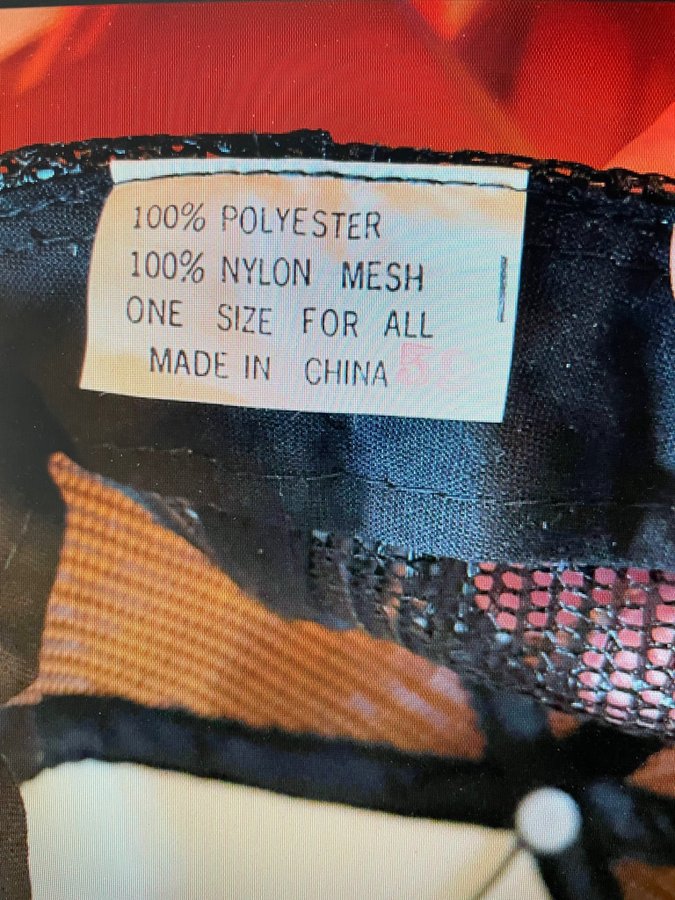 100% POLYESTER
100% NYLON MESH
ONE SIZE FOR ALL
MADE IN CHINA